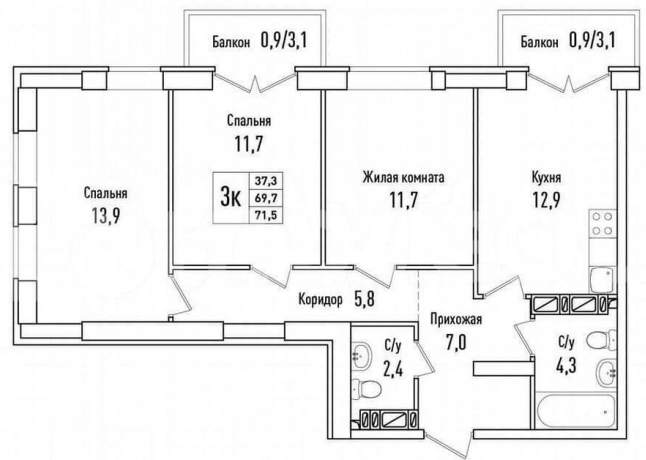 Балкон 0,9/3,1
Балкон 0,9/3,1
Спальня
11,7
Спальня
13,9
3к
37,3
69,7
71,5
Жилая комната
11,7
Кухня
12,9
Коридор 5,8
Прихожая
7,0
С/у
2,4
С/у
4,3